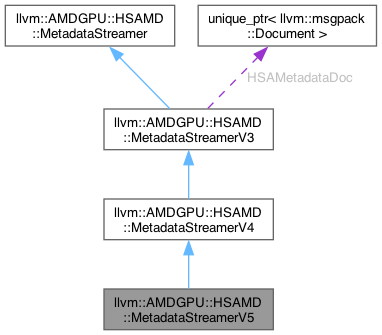 llvm::AMDGPU::HSAMD
::MetadataStreamer
unique_ptr< llvm::msgpack
::Document >
HSAMetadataDoc
llvm::AMDGPU::HSAMD
::MetadataStreamerV3
llvm::AMDGPU::HSAMD
::MetadataStreamerV4
llvm::AMDGPU::HSAMD
::MetadataStreamerV5